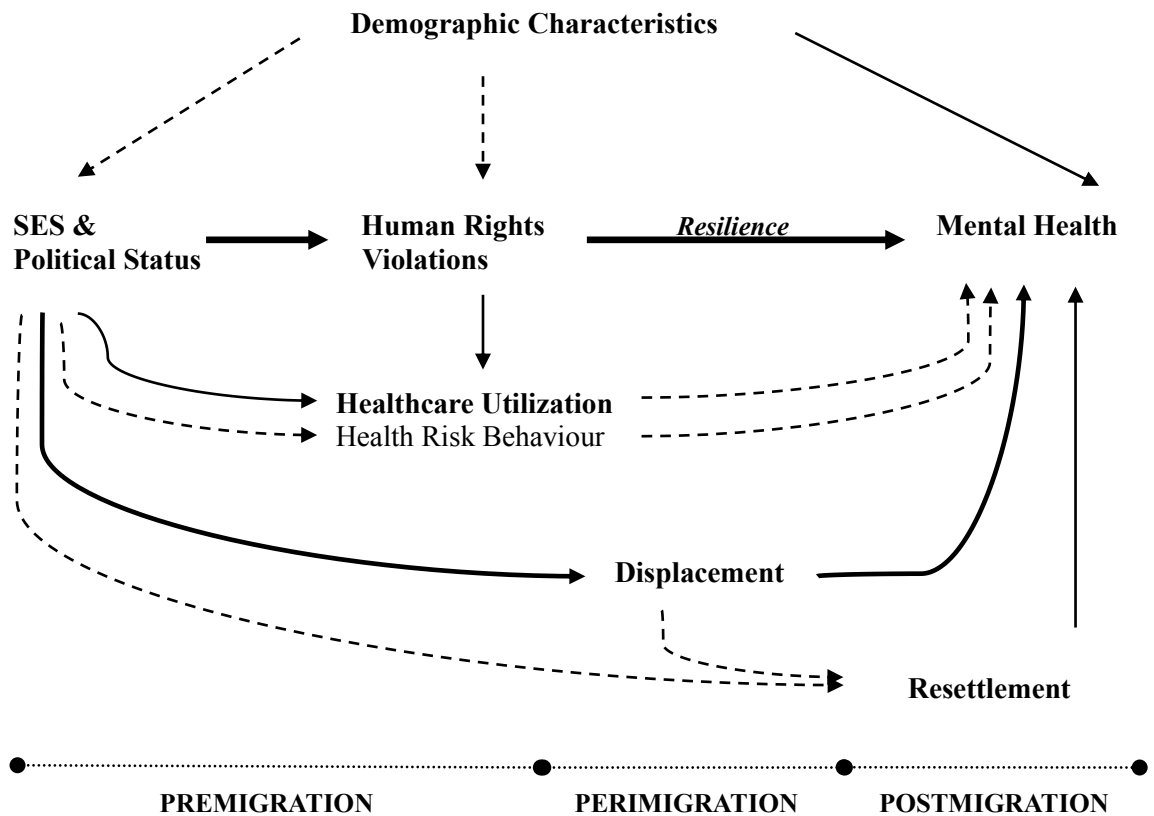 Demographic Characteristics
SES &
Political Status
Human Rights
Violations
Resilience
Mental Health
Healthcare Utilization
Health Risk Behaviour
Displacement
Resettlement
PREMIGRATION
PERIMIGRATION
POSTMIGRATION